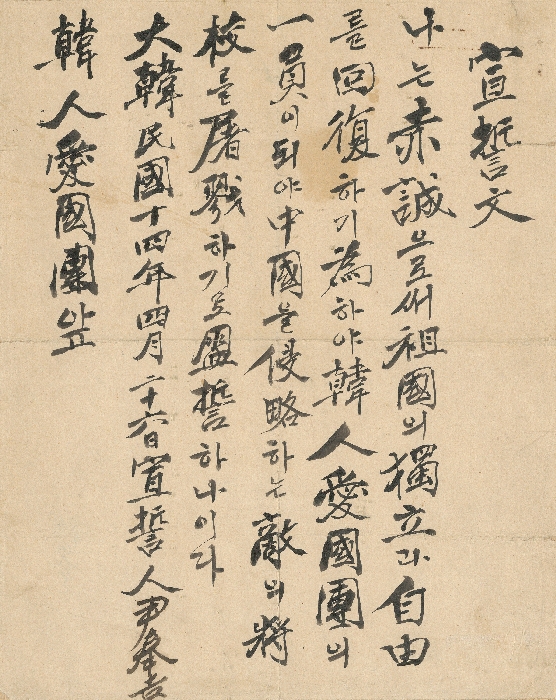 宣誓文
나는 赤誠으로써 祖國의 獨立과 自由
를 回復하기 爲하야 韓人愛國團의
一員이 되야 中國을 侵略하는 敵의 將
校를 屠戮하기로 盟誓하나이다
大韓民國十四年四月二十六日 宣誓人 尹奉吉
韓人愛國團앞